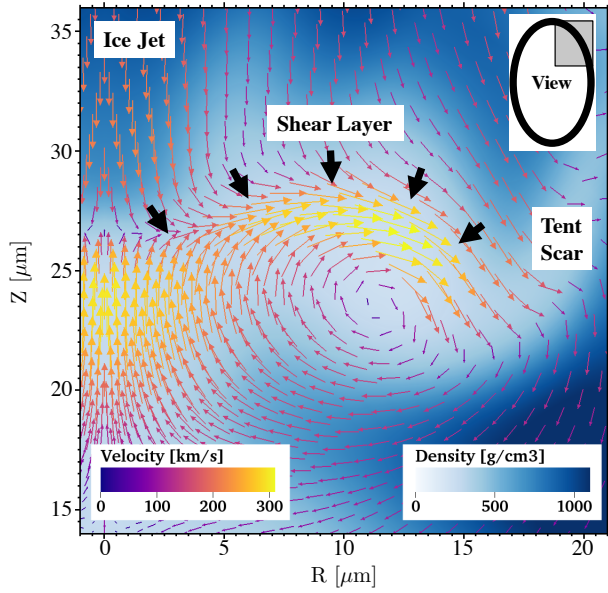 Ice Jet
View
Shear Layer
Tent
Scar
Z [μm]
35
30
25
20
15
Velocity [km/s]
0 100 200 300
Density [g/cm3]
0 500 1000
0 5 10 15 20
R [μm]